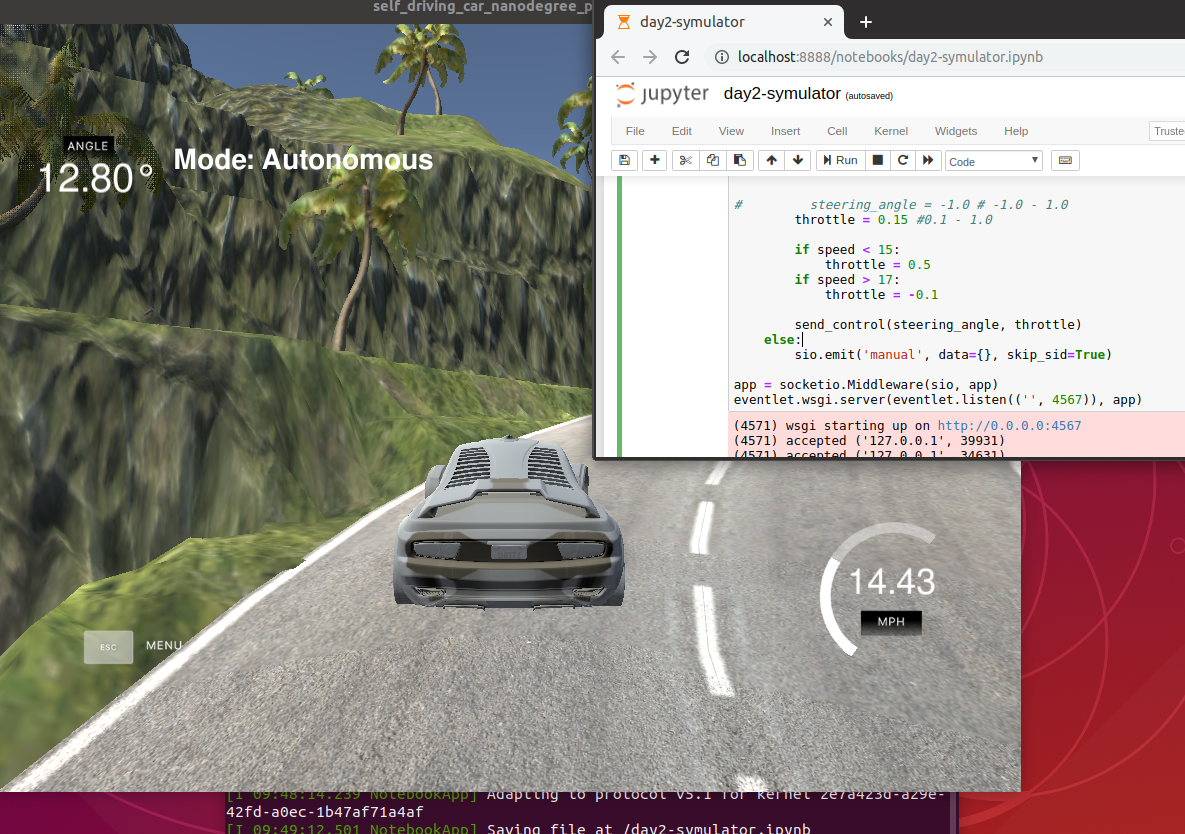 self_driving_car_nanodegree_p
day2-symulator
localhost:8888/notebooks/day2-symulator.ipynb
jupyter day2-symulator (autosaved)
File Edit View Insert Cell Kernel Widgets Help Truste
Run Code
# steering_angle = -1.0 # -1.0 - 1.0
throttle = 0.15 #0.1 - 1.0
if speed < 15:
throttle = 0.5
if speed > 17:
throttle = -0.1
send_control(steering_angle, throttle)
else:
sio.emit('manual', data={}, skip_sid=True)
app = socketio.Middleware(sio, app)
eventlet.wsgi.server(eventlet.listen(('', 4567)), app)
(4571) wsgi starting up on http://0.0.0.0:4567
(4571) accepted ('127.0.0.1', 39931)
(4571) accepted ('127.0.0.1', 34631)
ANGLE
12.80°
Mode: Autonomous
14.43
MPH
ESC MENU
[I 09:48:14.239 NotebookApp] Adapting to protocol v5.1 for kernel 2e7a423d-a29e-
42fd-a0ec-1b47af71a4af
[I 09:49:12.501 NotebookApp] Saving file at /day2-symulator.ipynb